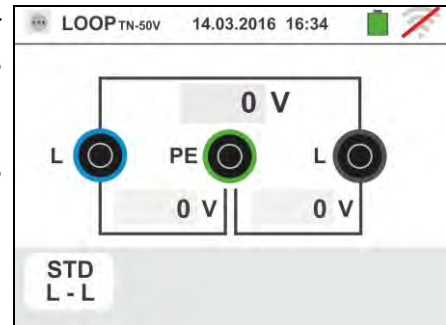 LOOP TN-50V 14.03.2016 16:34
0 V
L PE L
0 V 0 V
STD
L - L